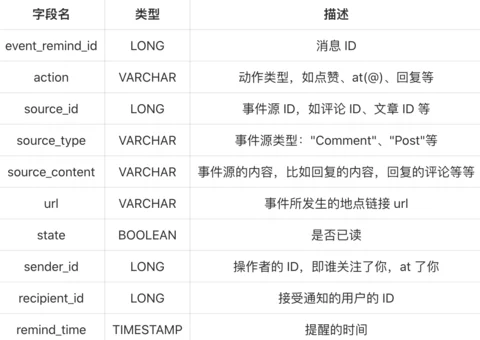 字段名 类型 描述
event_remind_id LONG 消息 ID
action VARCHAR 动作类型，如点赞、at(@)、回复等
source_id LONG 事件源 ID，如评论 ID、文章 ID 等
source_type VARCHAR 事件源类型："Comment"、"Post"等
source_content VARCHAR 事件源的内容，比如回复的内容，回复的评论等等
url VARCHAR 事件所发生的地点链接 url
state BOOLEAN 是否已读
sender_id LONG 操作者的 ID，即谁关注了你，at 了你
recipient_id LONG 接受通知的用户的 ID
remind_time TIMESTAMP 提醒的时间